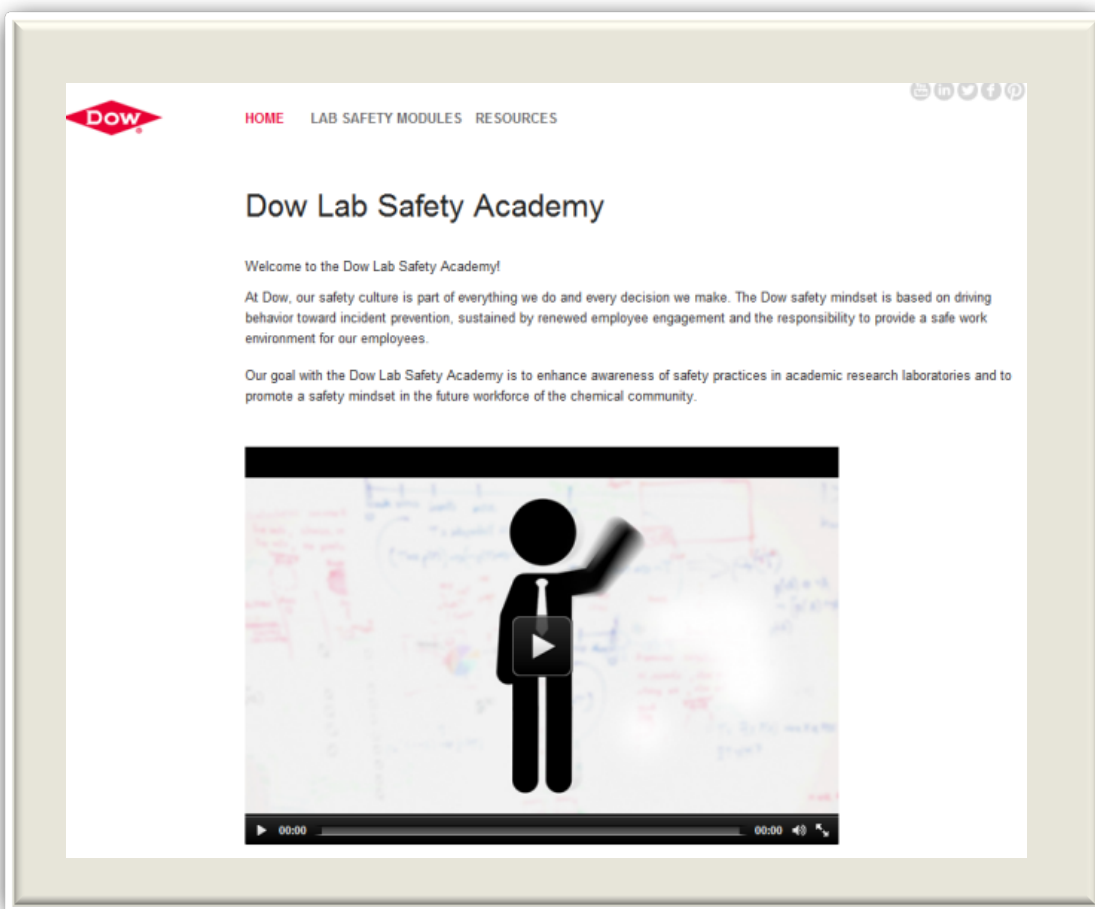 Dow
HOME LAB SAFETY MODULES RESOURCES
Dow Lab Safety Academy
Welcome to the Dow Lab Safety Academy!
At Dow, our safety culture is part of everything we do and every decision we make. The Dow safety mindset is based on driving
behavior toward incident prevention, sustained by renewed employee engagement and the responsibility to provide a safe work
environment for our employees.
Our goal with the Dow Lab Safety Academy is to enhance awareness of safety practices in academic research laboratories and to
promote a safety mindset in the future workforce of the chemical community.
00:00 00:00